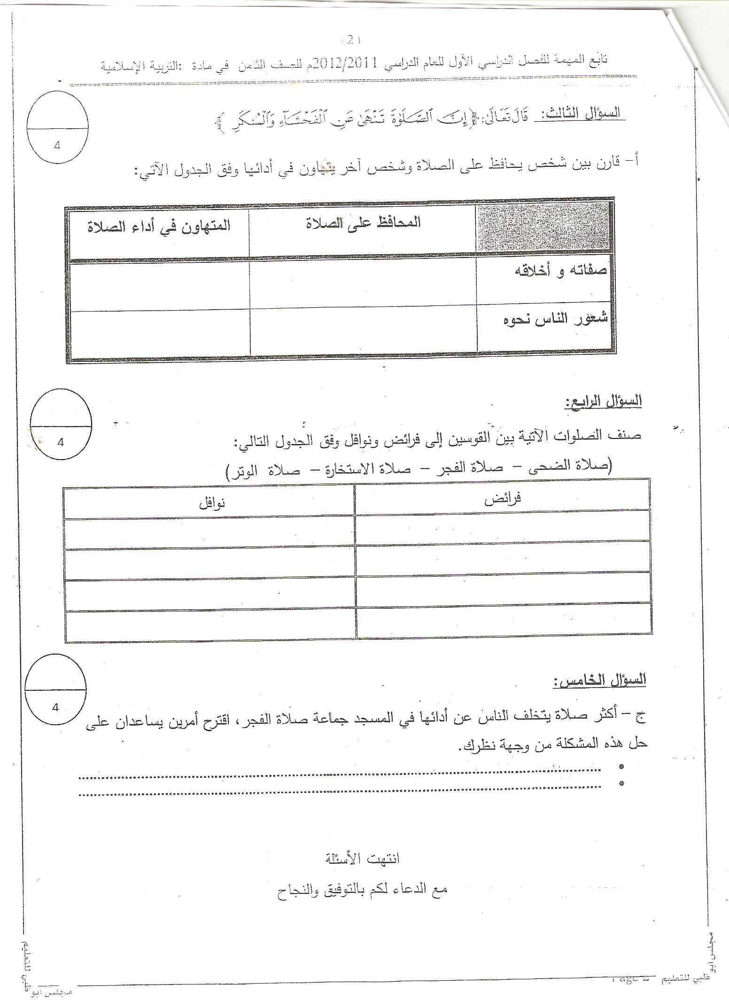 ( 2 )
تابع المهمة للفصل الدراسي الأول للعام الدراسي 2012/2011م للصف الثامن في مادة :التربية الإسلامية
السؤال الثالث: قَالَ تَعَالَىٰ: ﴿إِنَّ ٱلصَّلَوٰةَ تَنْهَىٰ عَنِ ٱلْفَحْشَآءِ وَٱلْمُنكَرِ ﴾
4
أ- قارن بين شخص يحافظ على الصلاة وشخص آخر يتهاون في أدائها وفق الجدول الآتي:
المحافظ على الصلاة
المتهاون في أداء الصلاة
صفاته و أخلاقه
شعور الناس نحوه
السؤال الرابع:
4
صنف الصلوات الآتية بين القوسين إلى فرائض ونوافل وفق الجدول التالي:
(صلاة الضحى – صلاة الفجر – صلاة الاستخارة – صلاة الوتر)
فرائض
نوافل
السؤال الخامس:
4
ج – أكثر صلاة يتخلف الناس عن أدائها في المسجد جماعة صلاة الفجر، اقترح أمرين يساعدان على
حل هذه المشكلة من وجهة نظرك.
•
•
انتهت الأسئلة
مع الدعاء لكم بالتوفيق والنجاح
مجلس أبو
ظبي للتعليم
Page 2
مجلس أبو
ظبي للتعليم